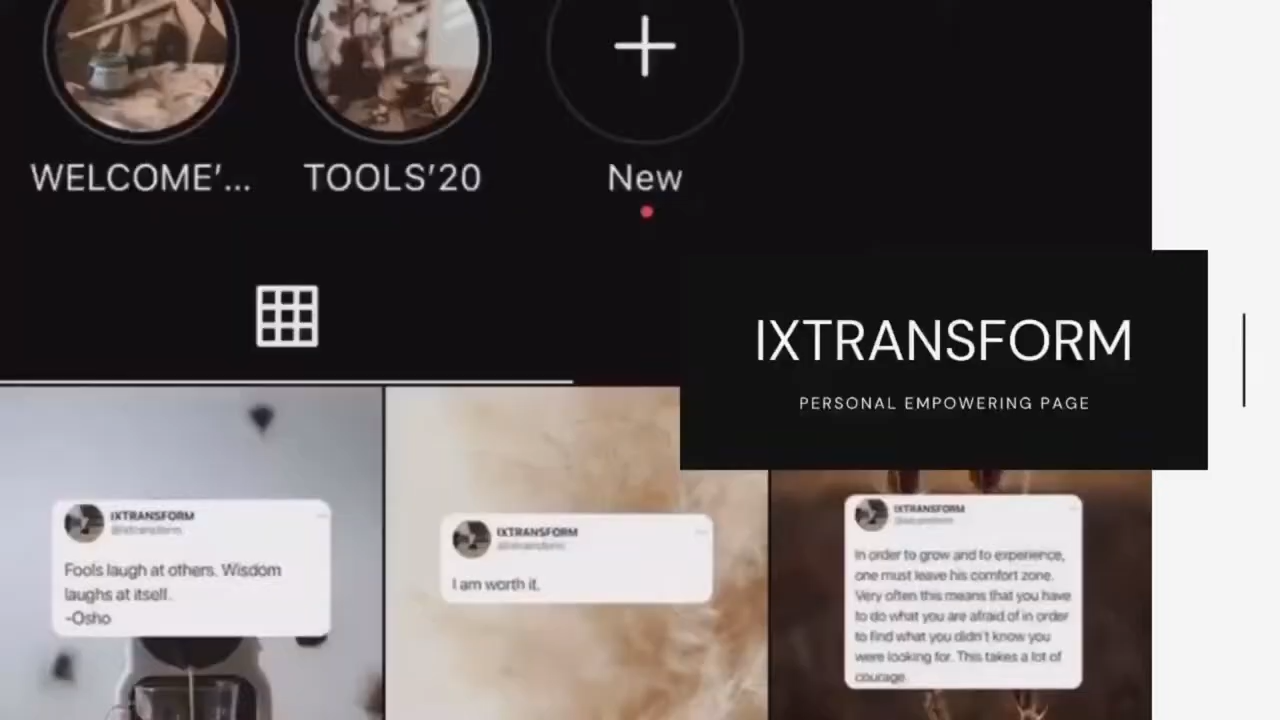 WELCOME'...
TOOLS'20
New
IXTRANSFORM
PERSONAL EMPOWERING PAGE
IXTRANSFORM
@ixtransform
Fools laugh at others. Wisdom
laughs at itself.
-Osho
IXTRANSFORM
@ixtransform
I am worth it.
IXTRANSFORM
@ixtransform
In order to grow and to experience,
one must leave his comfort zone.
Very often this means that you have
to do what you are afraid of in order
to find what you didn't know you
were looking for. This takes a lot of
courage.